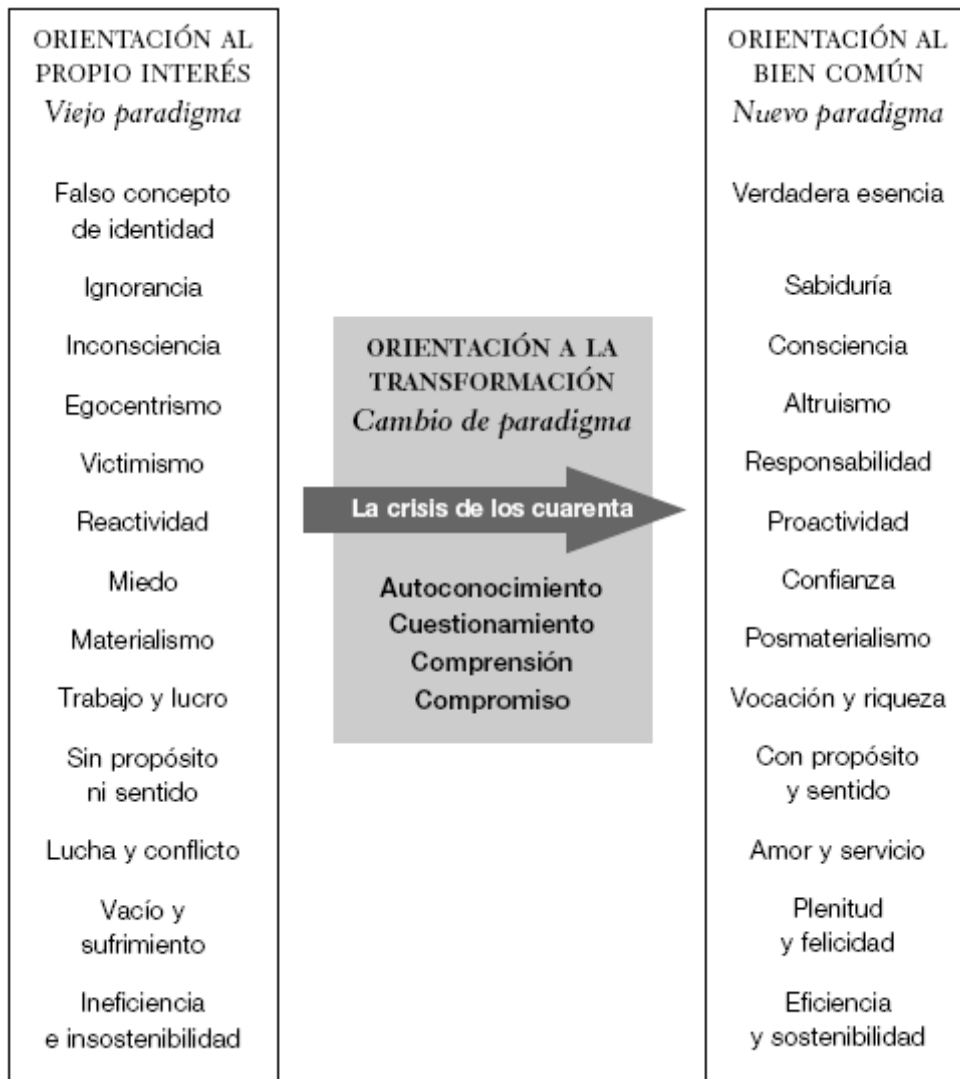 ORIENTACIÓN AL
PROPIO INTERÉS
Viejo paradigma
Falso concepto
de identidad
Ignorancia
Inconsciencia
Egocentrismo
Victimismo
Reactividad
Miedo
Materialismo
Trabajo y lucro
Sin propósito
ni sentido
Lucha y conflicto
Vacío y
sufrimiento
Ineficiencia
e insostenibilidad
ORIENTACIÓN A LA
TRANSFORMACIÓN
Cambio de paradigma
La crisis de los cuarenta
Autoconocimiento
Cuestionamiento
Comprensión
Compromiso
ORIENTACIÓN AL
BIEN COMÚN
Nuevo paradigma
Verdadera esencia
Sabiduría
Consciencia
Altruismo
Responsabilidad
Proactividad
Confianza
Posmaterialismo
Vocación y riqueza
Con propósito
y sentido
Amor y servicio
Plenitud
y felicidad
Eficiencia
y sostenibilidad